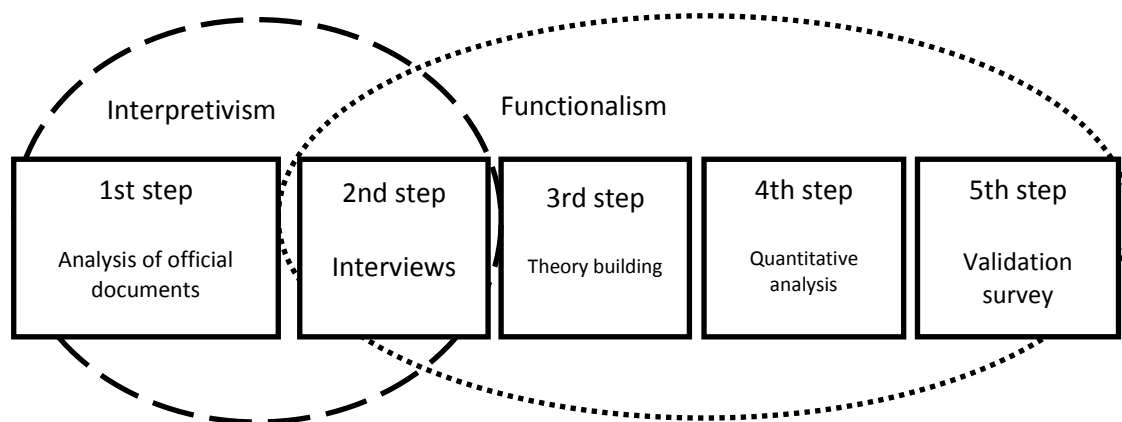 Interpretivism
Functionalism
1st step
Analysis of official
documents
2nd step
Interviews
3rd step
Theory building
4th step
Quantitative
analysis
5th step
Validation
survey